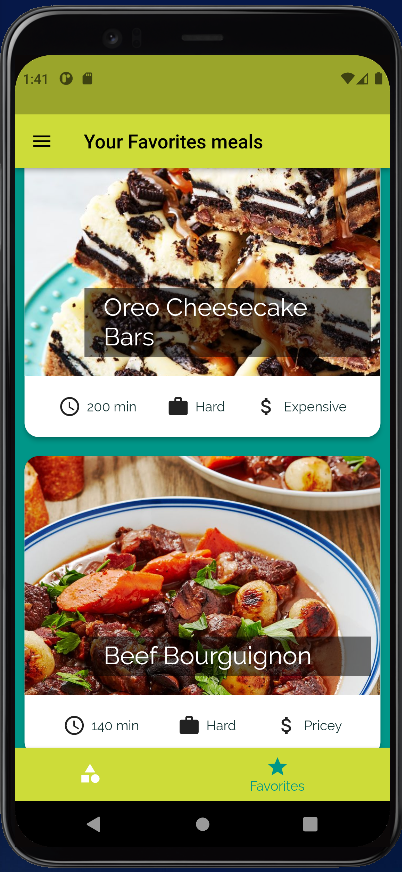 1:41
Your Favorites meals
Oreo Cheesecake
Bars
200 min Hard $ Expensive
Beef Bourguignon
140 min Hard $ Pricey
Favorites